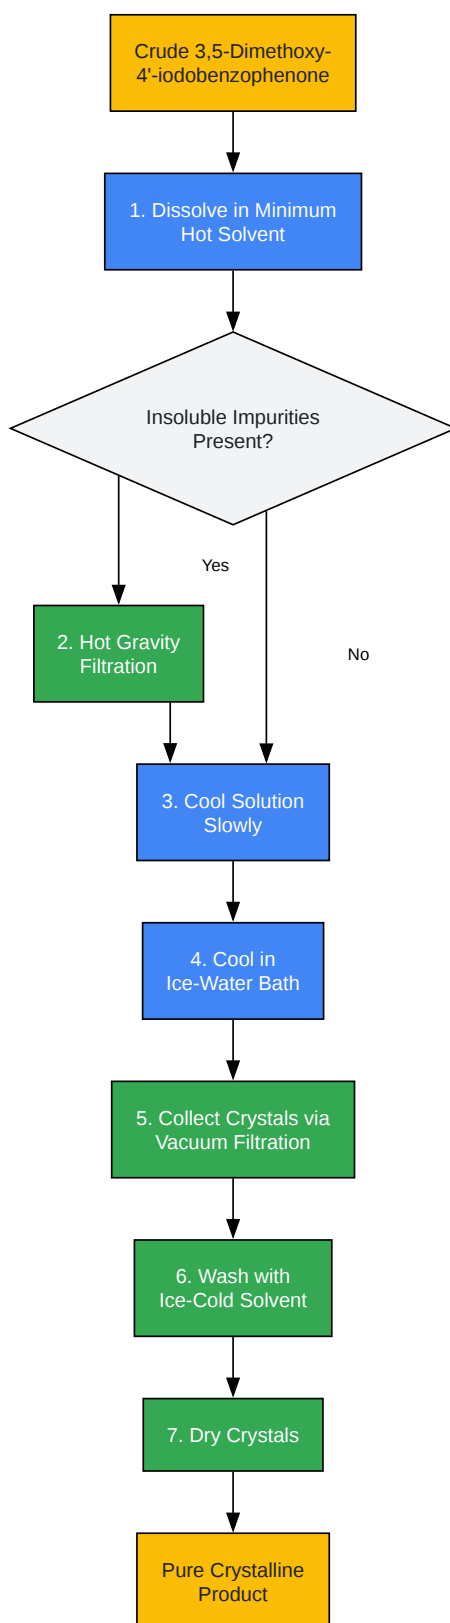 Crude 3,5-Dimethoxy-
4'-iodobenzophenone
1. Dissolve in Minimum
Hot Solvent
Insoluble Impurities
Present?
Yes
2. Hot Gravity
Filtration
No
3. Cool Solution
Slowly
4. Cool in
Ice-Water Bath
5. Collect Crystals via
Vacuum Filtration
6. Wash with
Ice-Cold Solvent
7. Dry Crystals
Pure Crystalline
Product